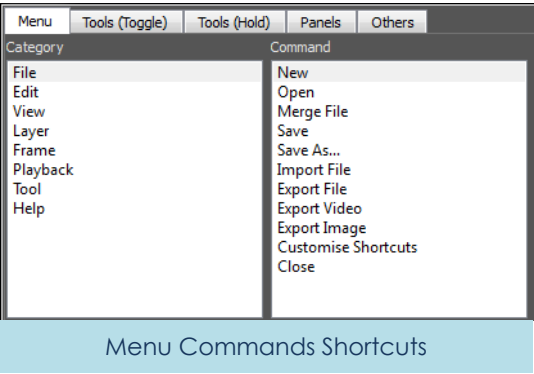 Menu Tools (Toggle) Tools (Hold) Panels Others
Category
File
Edit
View
Layer
Frame
Playback
Tool
Help
Command
New
Open
Merge File
Save
Save As...
Import File
Export File
Export Video
Export Image
Customise Shortcuts
Close
Menu Commands Shortcuts